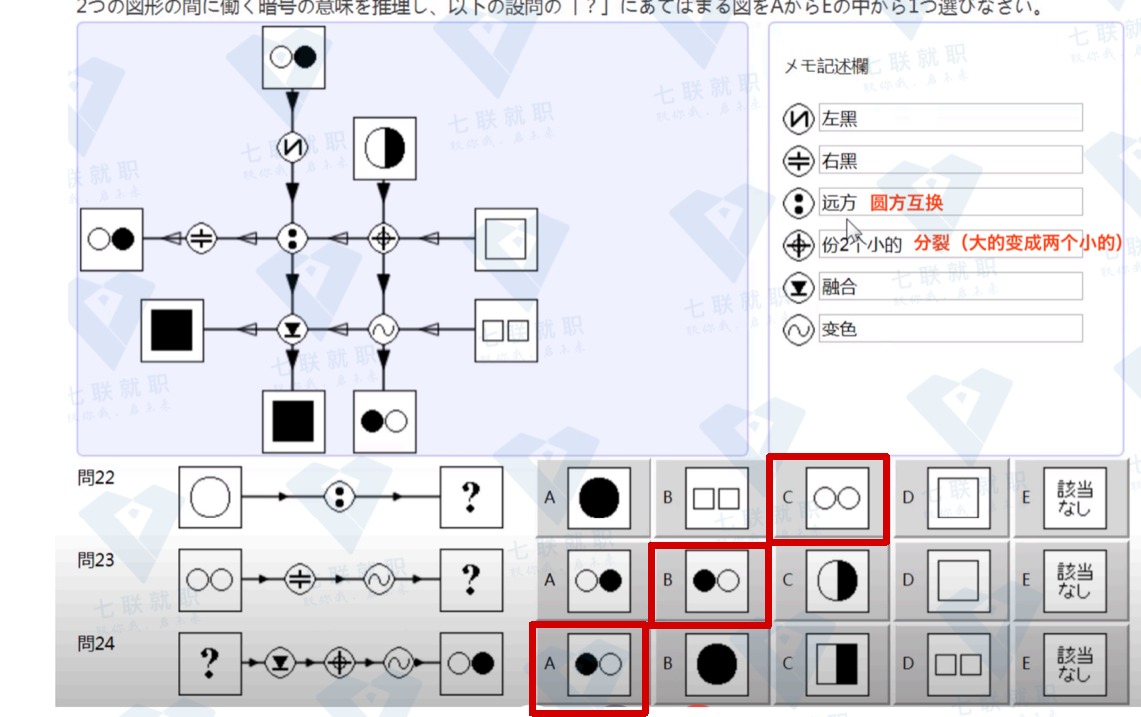 2つの図形の間に働く暗号の意味を推理し、以下の設問の「？」にあてはまる図をAからEの中から1つ選びなさい。
メモ記述欄
左黑
右黑
远方 圆方互换
份2个小的 分裂（大的变成两个小的）
融合
变色
問22
?
A
B
C
D
E 該当なし
問23
?
A
B
C
D
E 該当なし
問24
?
A
B
C
D
E 該当なし
七联就职